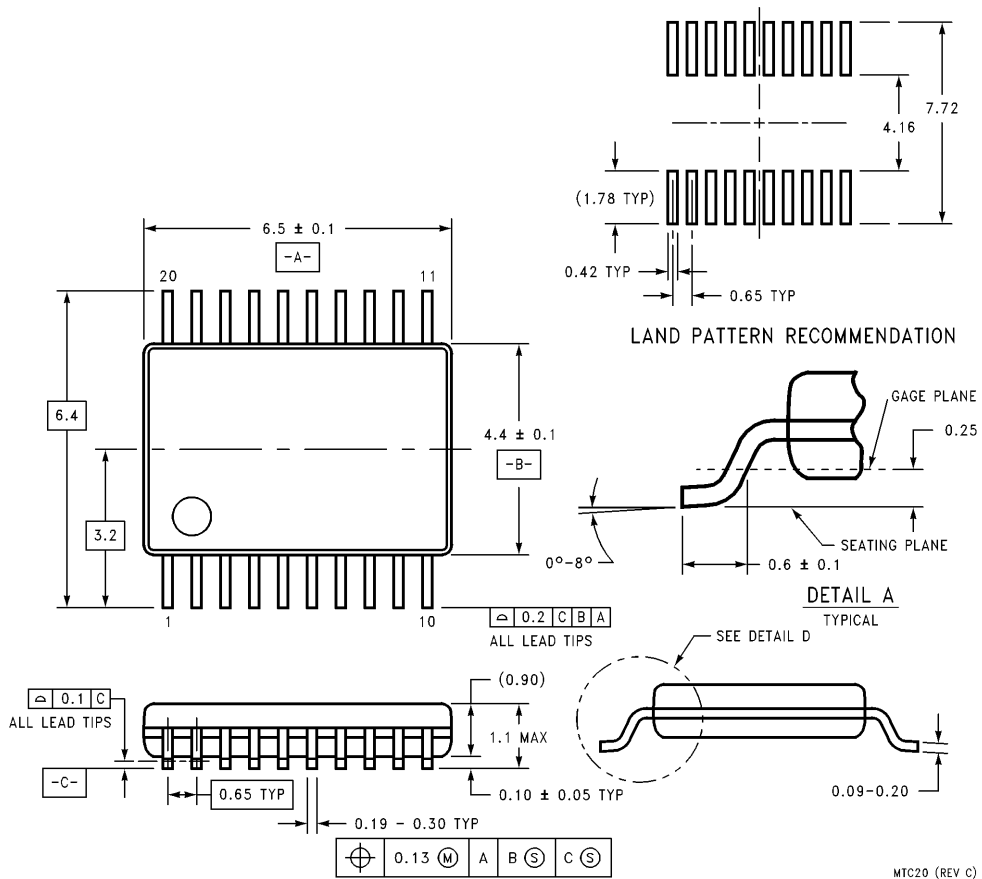 7.72
4.16
(1.78 TYP)
0.42 TYP
0.65 TYP
LAND PATTERN RECOMMENDATION
6.5 ± 0.1
-A-
20
11
6.4
3.2
4.4 ± 0.1
-B-
1
10
⌓ 0.2 C B A
ALL LEAD TIPS
GAGE PLANE
0.25
SEATING PLANE
0°-8°
0.6 ± 0.1
DETAIL A
TYPICAL
SEE DETAIL D
(0.90)
⌓ 0.1 C
ALL LEAD TIPS
1.1 MAX
-C-
0.65 TYP
0.10 ± 0.05 TYP
0.09-0.20
0.19 - 0.30 TYP
⌖ 0.13 Ⓜ A B Ⓢ C Ⓢ
MTC20 (REV C)